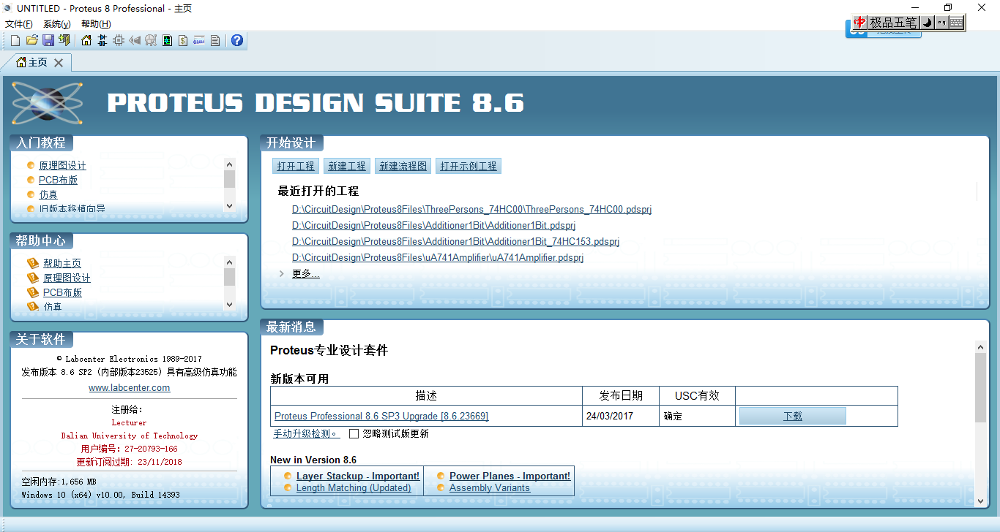 UNTITLED - Proteus 8 Professional - 主页
文件(F) 系统(y) 帮助(H)
极品五笔
主页
PROTEUS DESIGN SUITE 8.6
入门教程
原理图设计
PCB布版
仿真
旧版本移植向导
帮助中心
帮助主页
原理图设计
PCB布版
仿真
关于软件
© Labcenter Electronics 1989-2017
发布版本 8.6 SP2 (内部版本23525) 具有高级仿真功能
www.labcenter.com
注册给:
Lecturer
Dalian University of Technology
用户编号: 27-20793-166
更新订阅过期: 23/11/2018
空闲内存:1,656 MB
Windows 10 (x64) v10.00, Build 14393
开始设计
打开工程 新建工程 新建流程图 打开示例工程
最近打开的工程
D:\CircuitDesign\Proteus8Files\ThreePersons_74HC00\ThreePersons_74HC00.pdsprj
D:\CircuitDesign\Proteus8Files\Additioner1Bit\Additioner1Bit.pdsprj
D:\CircuitDesign\Proteus8Files\Additioner1Bit\Additioner1Bit_74HC153.pdsprj
D:\CircuitDesign\Proteus8Files\uA741Amplifier\uA741Amplifier.pdsprj
更多...
最新消息
Proteus专业设计套件
新版本可用
描述 发布日期 USC有效
Proteus Professional 8.6 SP3 Upgrade [8.6.23669] 24/03/2017 确定 下载
手动升级检测。 忽略测试版更新
New in Version 8.6
Layer Stackup - Important! Power Planes - Important!
Length Matching (Updated) Assembly Variants